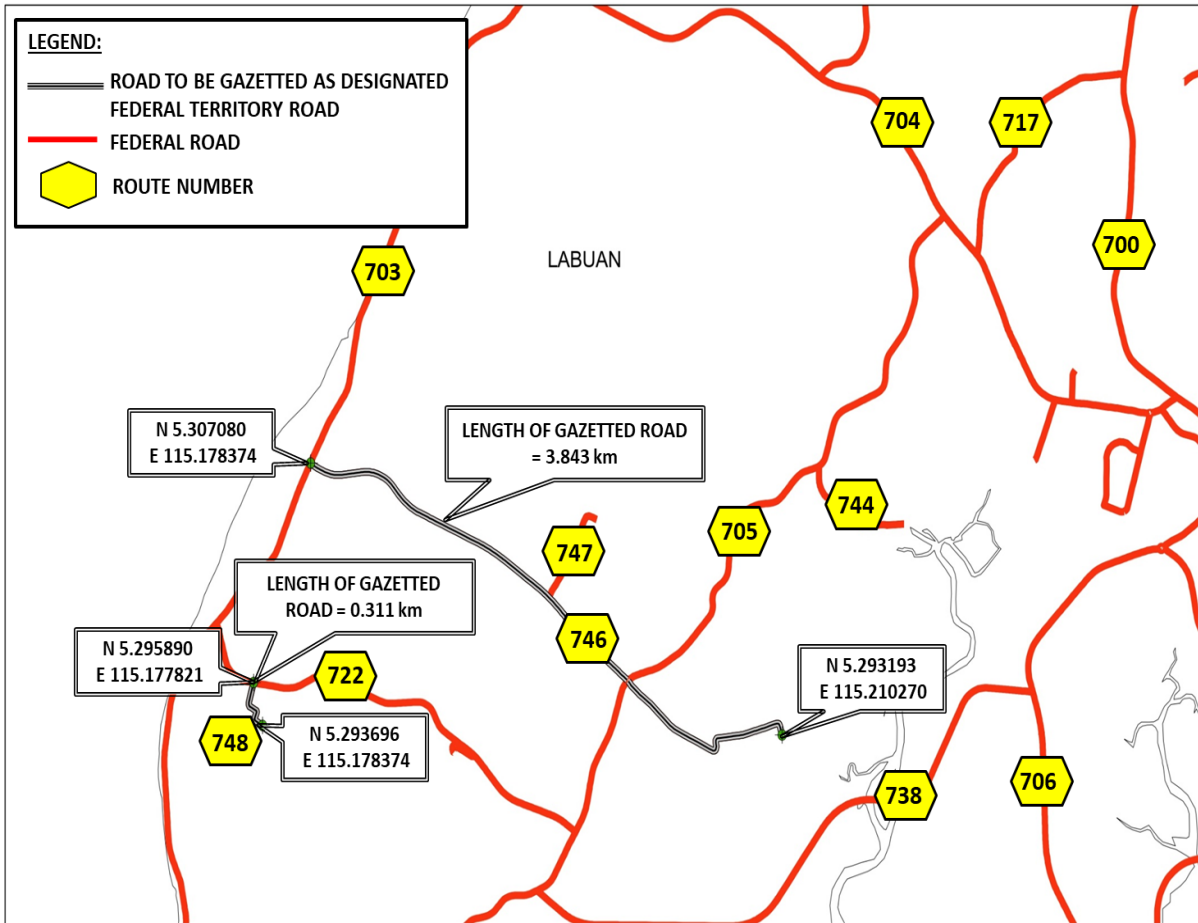 LEGEND:
ROAD TO BE GAZETTED AS DESIGNATED
FEDERAL TERRITORY ROAD
FEDERAL ROAD
ROUTE NUMBER
704
717
700
703
LABUAN
N 5.307080
E 115.178374
LENGTH OF GAZETTED ROAD
= 3.843 km
744
705
747
LENGTH OF GAZETTED
ROAD = 0.311 km
746
N 5.295890
E 115.177821
722
N 5.293193
E 115.210270
748
N 5.293696
E 115.178374
738
706